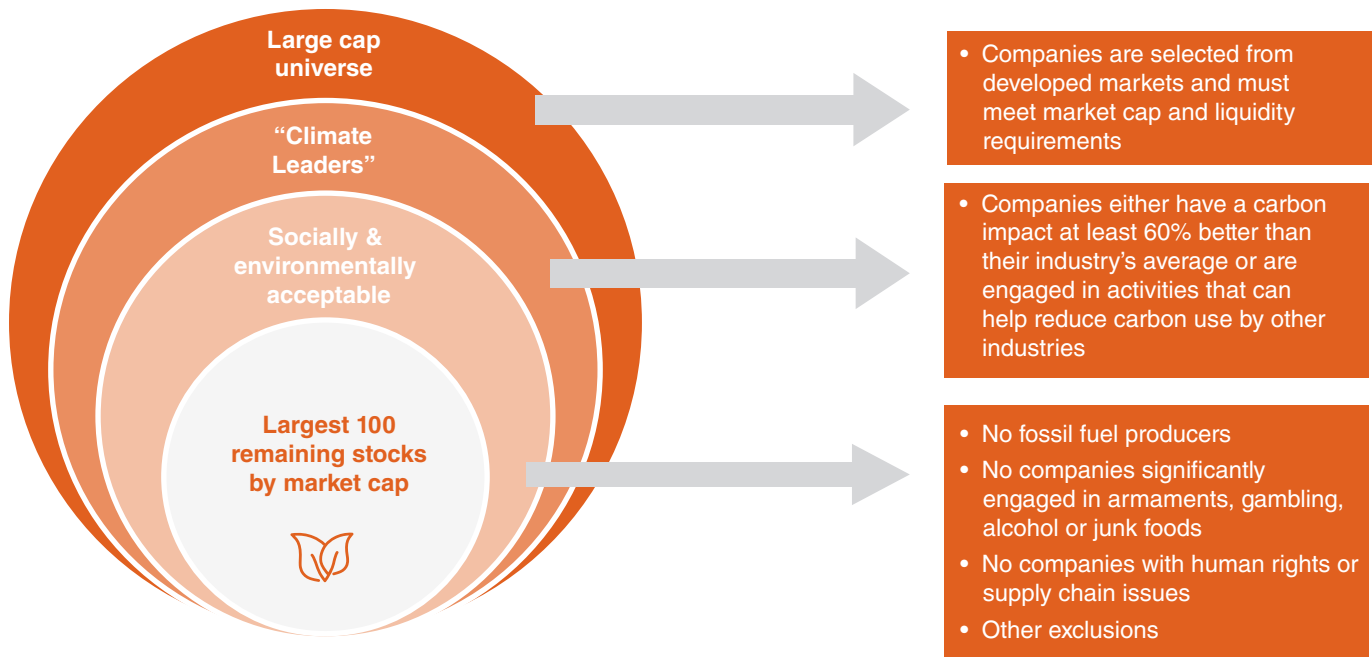 Large cap
universe
“Climate
Leaders”
Socially &
environmentally
acceptable
Largest 100
remaining stocks
by market cap
• Companies are selected from
developed markets and must
meet market cap and liquidity
requirements
• Companies either have a carbon
impact at least 60% better than
their industry’s average or are
engaged in activities that can
help reduce carbon use by other
industries
• No fossil fuel producers
• No companies significantly
engaged in armaments, gambling,
alcohol or junk foods
• No companies with human rights or
supply chain issues
• Other exclusions